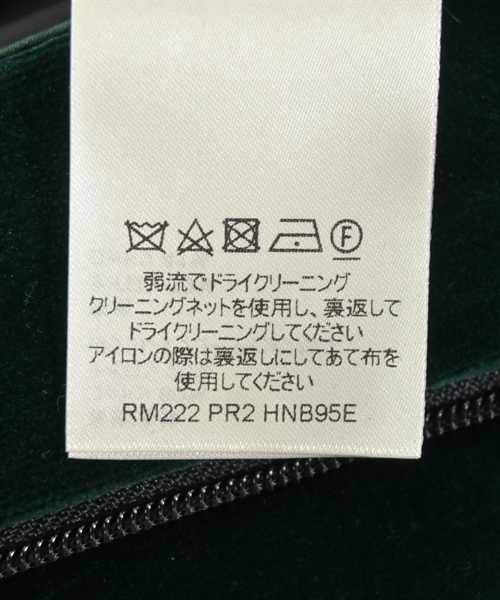 F
弱流でドライクリーニング
クリーニングネットを使用し、裏返して
ドライクリーニングしてください
アイロンの際は裏返しにしてあて布を
使用してください
RM222 PR2 HNB95E